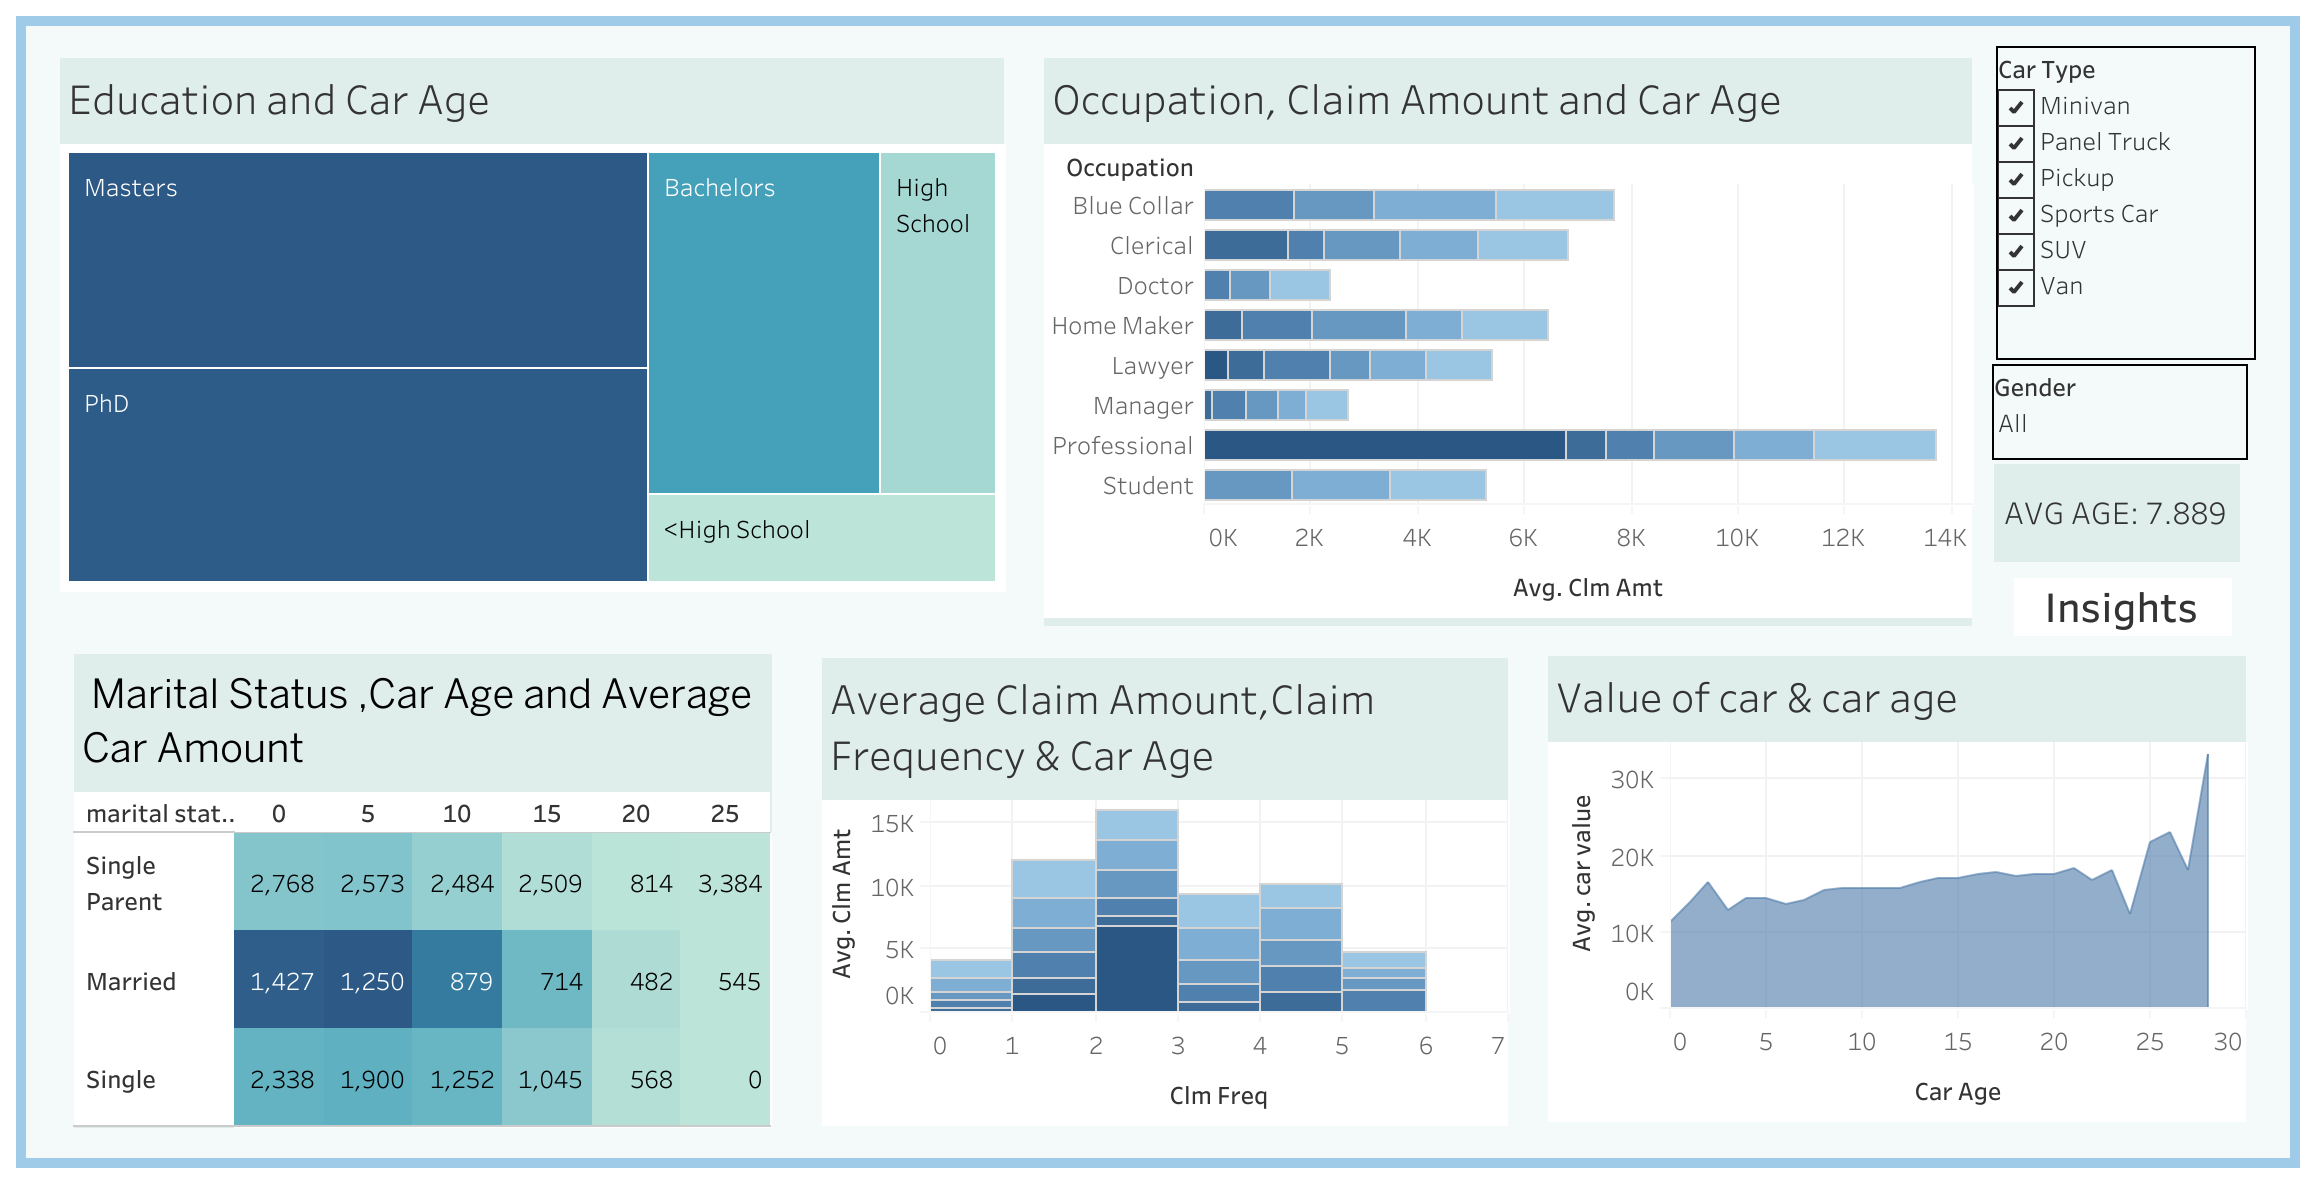 Education and Car Age
Masters
PhD
Bachelors
High
School
<High School
Occupation, Claim Amount and Car Age
Occupation
Blue Collar
Clerical
Doctor
Home Maker
Lawyer
Manager
Professional
Student
0K 2K 4K 6K 8K 10K 12K 14K
Avg. Clm Amt
Car Type
Minivan
Panel Truck
Pickup
Sports Car
SUV
Van
Gender
All
AVG AGE: 7.889
Insights
Marital Status ,Car Age and Average
Car Amount
marital stat.. 0 5 10 15 20 25
Single
Parent
2,768 2,573 2,484 2,509 814 3,384
Married 1,427 1,250 879 714 482 545
Single 2,338 1,900 1,252 1,045 568 0
Average Claim Amount,Claim
Frequency & Car Age
Avg. Clm Amt
15K
10K
5K
0K
0 1 2 3 4 5 6 7
Clm Freq
Value of car & car age
Avg. car value
30K
20K
10K
0K
0 5 10 15 20 25 30
Car Age